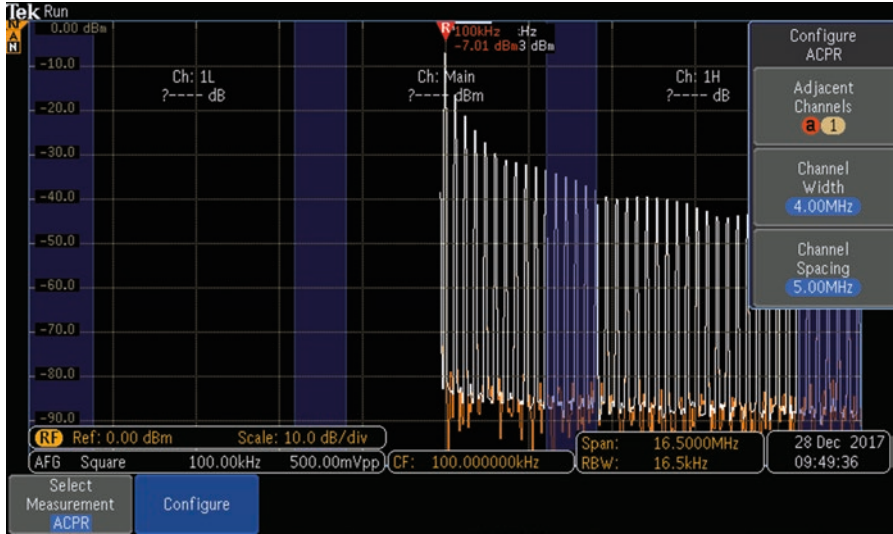 Tek Run
0.00 dBm
R 100kHz :Hz
-7.01 dBm3 dBm
-10.0
-20.0
-30.0
-40.0
-50.0
-60.0
-70.0
-80.0
-90.0
Ch: 1L
?---- dB
Ch: Main
?---- dBm
Ch: 1H
?---- dB
Configure
ACPR
Adjacent
Channels
a 1
Channel
Width
4.00MHz
Channel
Spacing
5.00MHz
RF Ref: 0.00 dBm Scale: 10.0 dB/div
AFG Square 100.00kHz 500.00mVpp
CF: 100.000000kHz
Span: 16.5000MHz
RBW: 16.5kHz
28 Dec 2017
09:49:36
Select
Measurement
ACPR
Configure